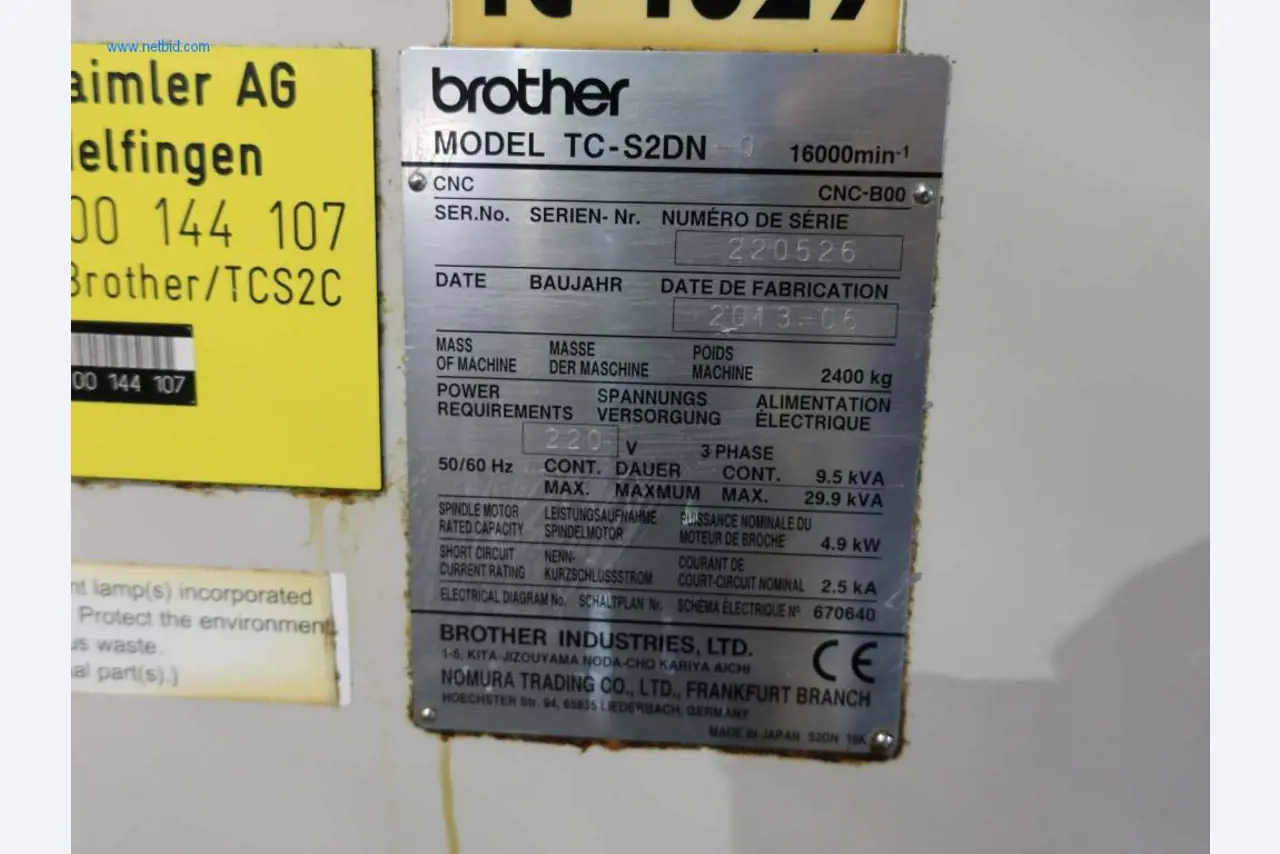 www.netbid.com
aimler AG
elfingen
00 144 107
Brother/TCS2C
00 144 107
brother
MODEL TC-S2DN-0 16000min-1
CNC CNC-B00
SER.No. SERIEN- Nr. NUMÉRO DE SÉRIE
220526
DATE BAUJAHR DATE DE FABRICATION
2013-06
MASS MASSE POIDS
OF MACHINE DER MASCHINE MACHINE 2400 kg
POWER SPANNUNGS ALIMENTATION
REQUIREMENTS VERSORGUNG ÉLECTRIQUE
220 V 3 PHASE
50/60 Hz CONT. DAUER CONT. 9.5 kVA
MAX. MAXMUM MAX. 29.9 kVA
SPINDLE MOTOR LEISTUNGSAUFNAHME PUISSANCE NOMINALE DU
RATED CAPACITY SPINDELMOTOR MOTEUR DE BROCHE 4.9 kW
SHORT CIRCUIT NENN- COURANT DE
CURRENT RATING KURZSCHLUSSSTROM COURT-CIRCUIT NOMINAL 2.5 kA
ELECTRICAL DIAGRAM No. SCHALTPLAN Nr. SCHÉMA ÉLECTRIQUE N° 670640
BROTHER INDUSTRIES, LTD.
1-5, KITA-JIZOUYAMA NODA-CHO KARIYA AICHI
NOMURA TRADING CO., LTD., FRANKFURT BRANCH
HOECHSTER Str. 94, 65835 LIEDERBACH, GERMANY
CE
MADE IN JAPAN S2DN 16K
nt lamp(s) incorporated
Protect the environment
us waste.
al part(s).)